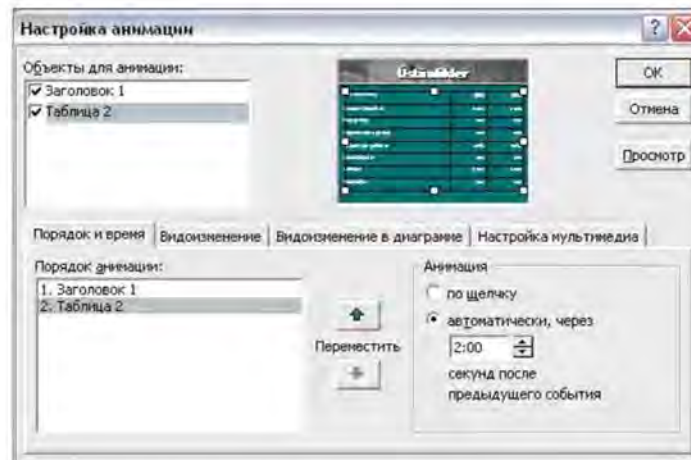 Настройка анимации
Объекты для анимации:
Заголовок 1
Таблица 2
OK
Отмена
Просмотр
Порядок и время
Видоизменение
Видоизменение в диаграмме
Настройка мультимедиа
Порядок анимации:
1. Заголовок 1
2. Таблица 2
Переместить
Анимация
по щелчку
автоматически, через
2:00
секунд после
предыдущего события